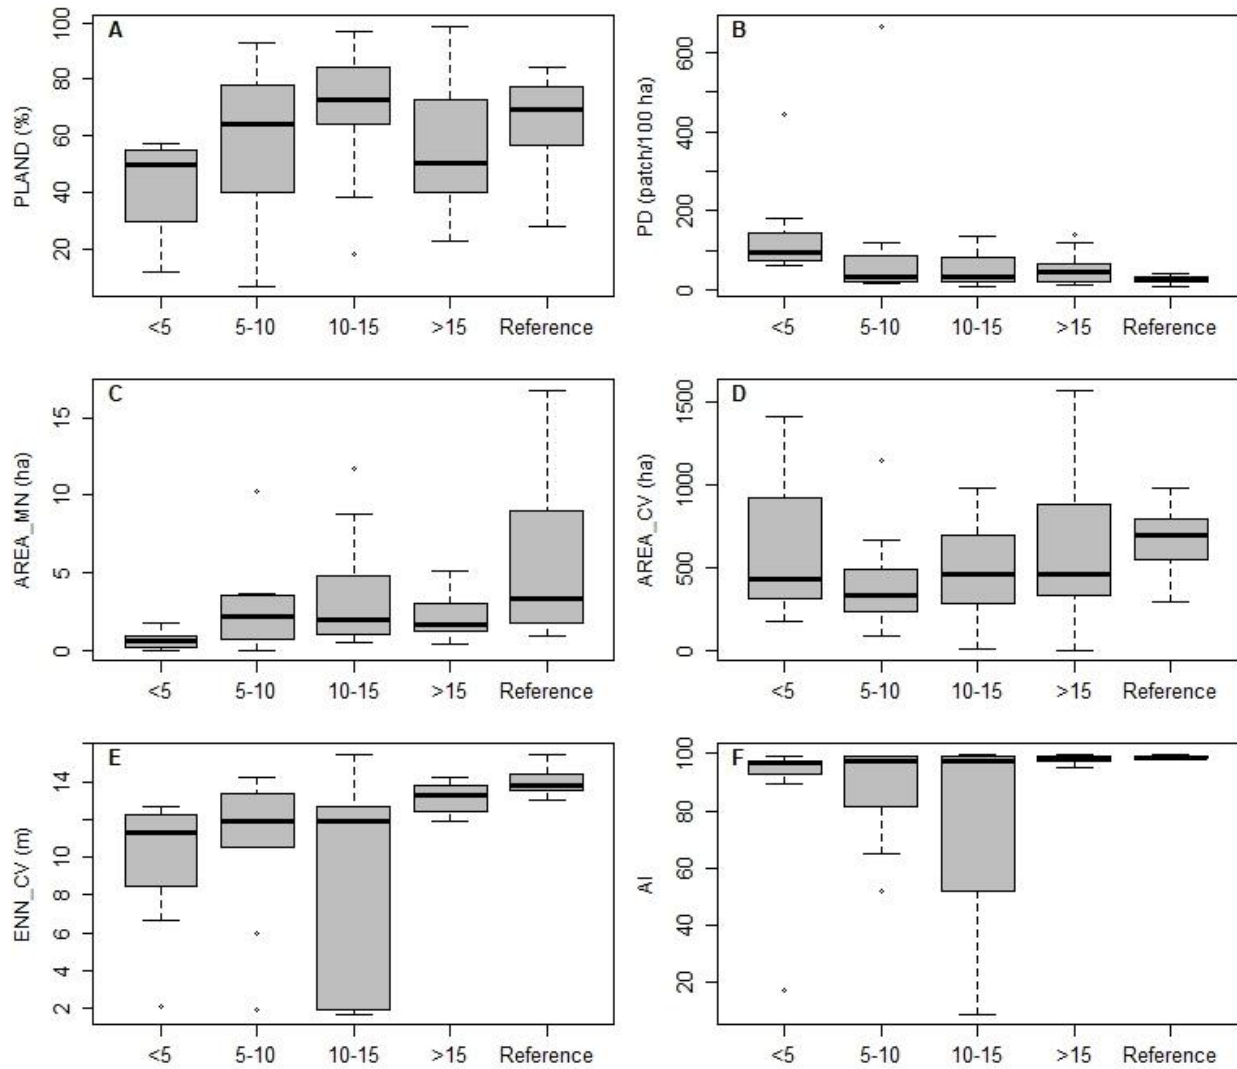 A
PLAND (%)
100
80
60
40
20
<5 5-10 10-15 >15 Reference
B
PD (patch/100 ha)
600
400
200
0
<5 5-10 10-15 >15 Reference
C
AREA_MN (ha)
15
10
5
0
<5 5-10 10-15 >15 Reference
D
AREA_CV (ha)
1500
1000
500
0
<5 5-10 10-15 >15 Reference
E
ENN_CV (m)
14
10
8
6
4
2
<5 5-10 10-15 >15 Reference
F
AI
100
80
60
40
20
<5 5-10 10-15 >15 Reference